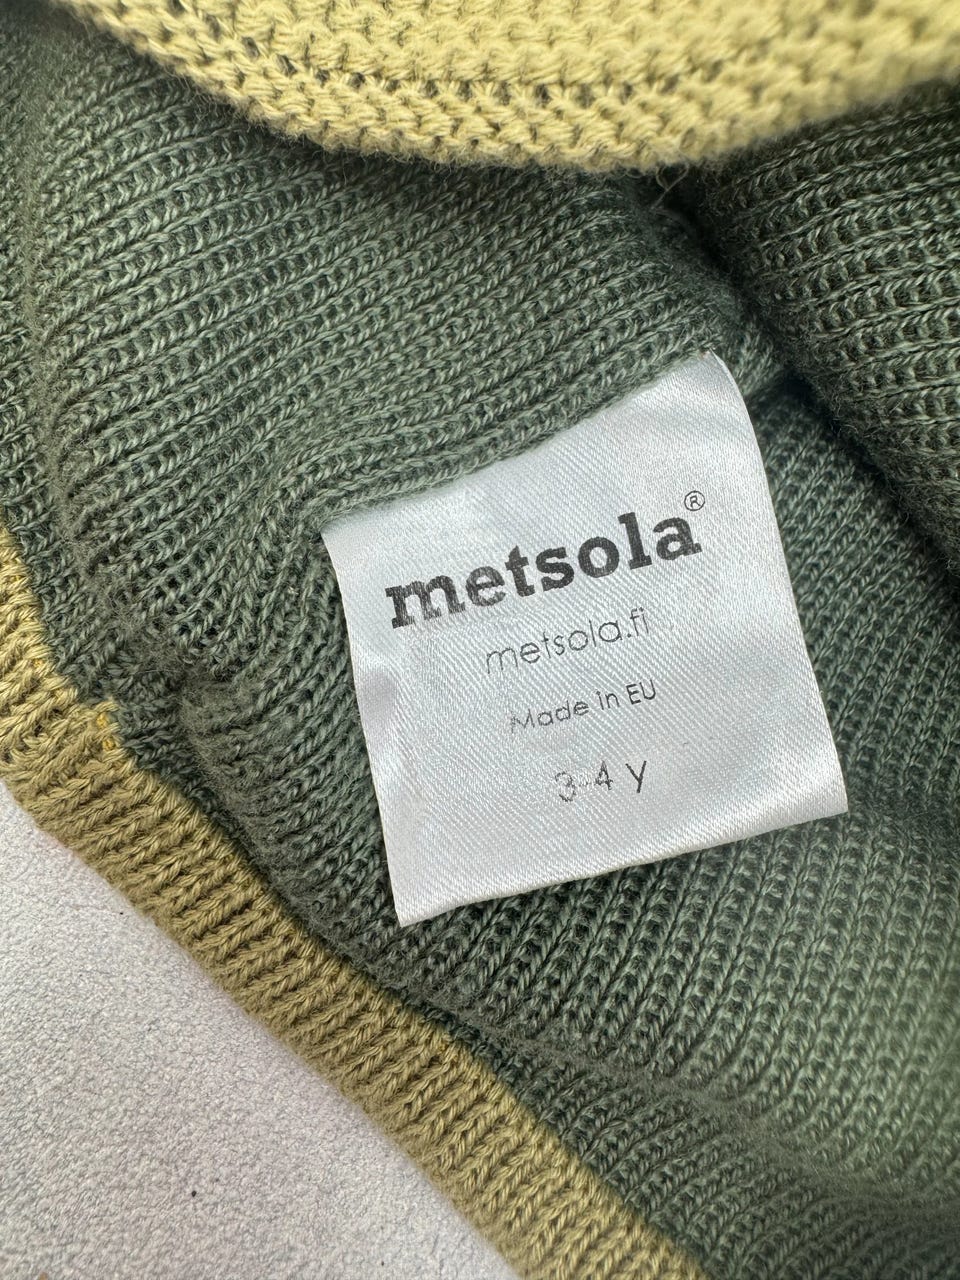 metsola®
metsola.fi
Made in EU
3-4 y